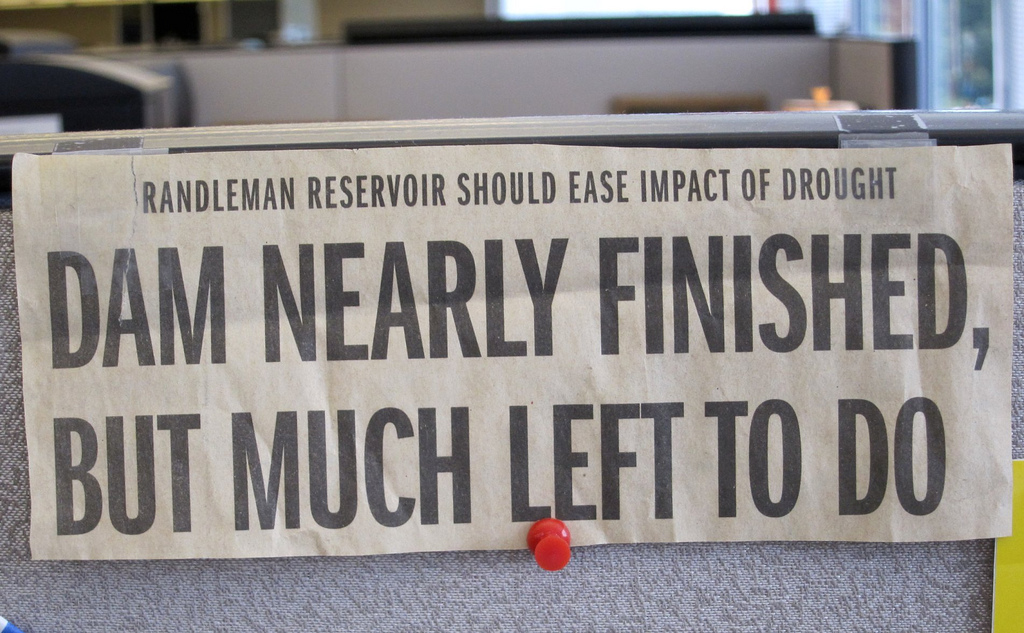 RANDLEMAN RESERVOIR SHOULD EASE IMPACT OF DROUGHT
DAM NEARLY FINISHED,
BUT MUCH LEFT TO DO